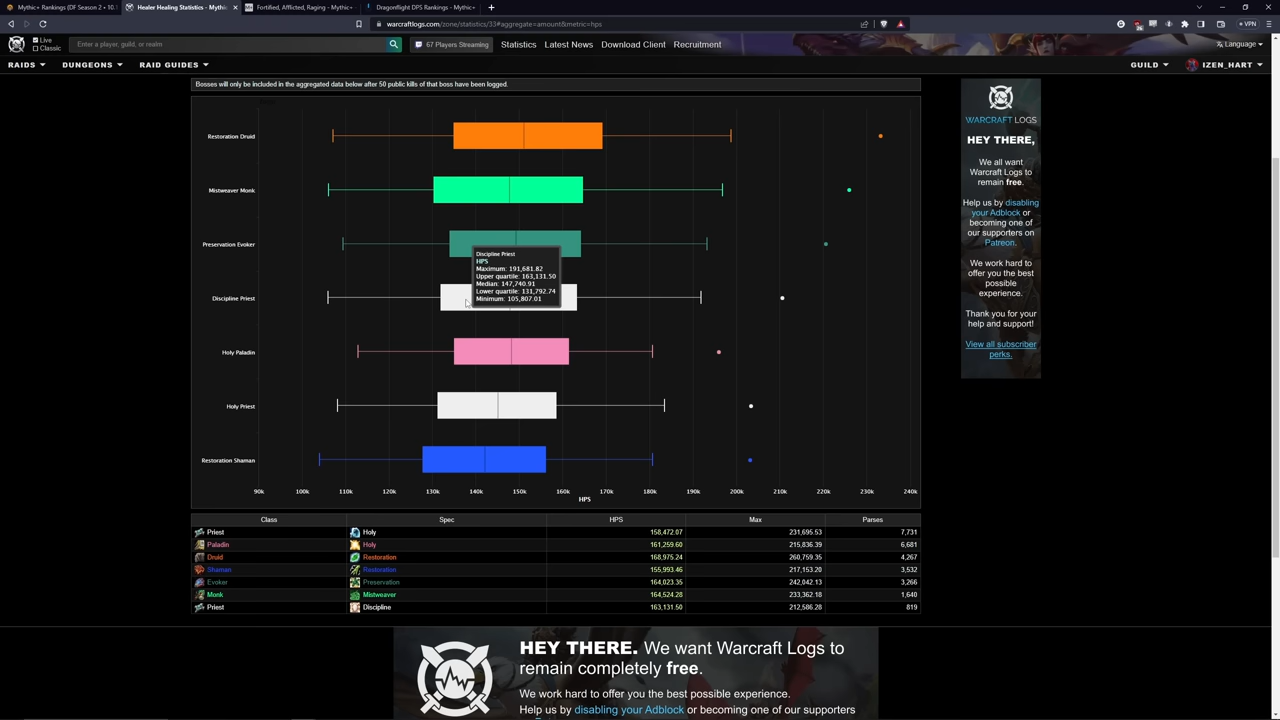 Mythic+ Rankings (DF Season 2 • 10.
Healer Healing Statistics •
Fortified, Afflicted, Raging - Mythic+
Dragonflight DPS Rankings •
warcraftlogs.com/zone/statistics/33#aggregate=amount&metric=hps
VPN
Live
Classic
Enter a player, guild, or realm
67 Players Streaming
Statistics
Latest News
Download Client
Recruitment
Language
RAIDS
DUNGEONS
RAID GUIDES
GUILD
IZEN_HART
Bosses will only be included in the aggregated data below after 50 public kills of that boss have been logged.
Restoration Druid
Mistweaver Monk
Preservation Evoker
Discipline Priest
Holy Paladin
Holy Priest
Restoration Shaman
Discipline Priest
HPS
Maximum: 191,681.82
Upper quartile: 163,131.50
Median: 147,740.91
Lower quartile: 131,792.74
Minimum: 105,807.01
90k 100k 110k 120k 130k 140k 150k 160k 170k 180k 190k 200k 210k 220k 230k 240k
HPS
Class Spec HPS Max Parses
Priest Holy 158,472.07 231,695.53 7,731
Paladin Holy 161,259.60 215,836.39 6,681
Druid Restoration 168,975.24 260,759.35 4,267
Shaman Restoration 155,993.46 217,153.20 3,532
Evoker Preservation 164,023.35 242,042.13 3,266
Monk Mistweaver 164,524.28 233,362.18 1,640
Priest Discipline 163,131.50 212,586.28 819
WARCRAFT LOGS
HEY THERE,
We all want
Warcraft Logs to
remain free.
Help us by disabling
your Adblock or
becoming one of
our supporters on
Patreon.
We work hard to
offer you the best
possible
experience.
Thank you for your
help and support!
View all subscriber
perks.
HEY THERE. We want Warcraft Logs to
remain completely free.
We work hard to offer you the best possible experience.
Help us by disabling your Adblock or becoming one of our supporters